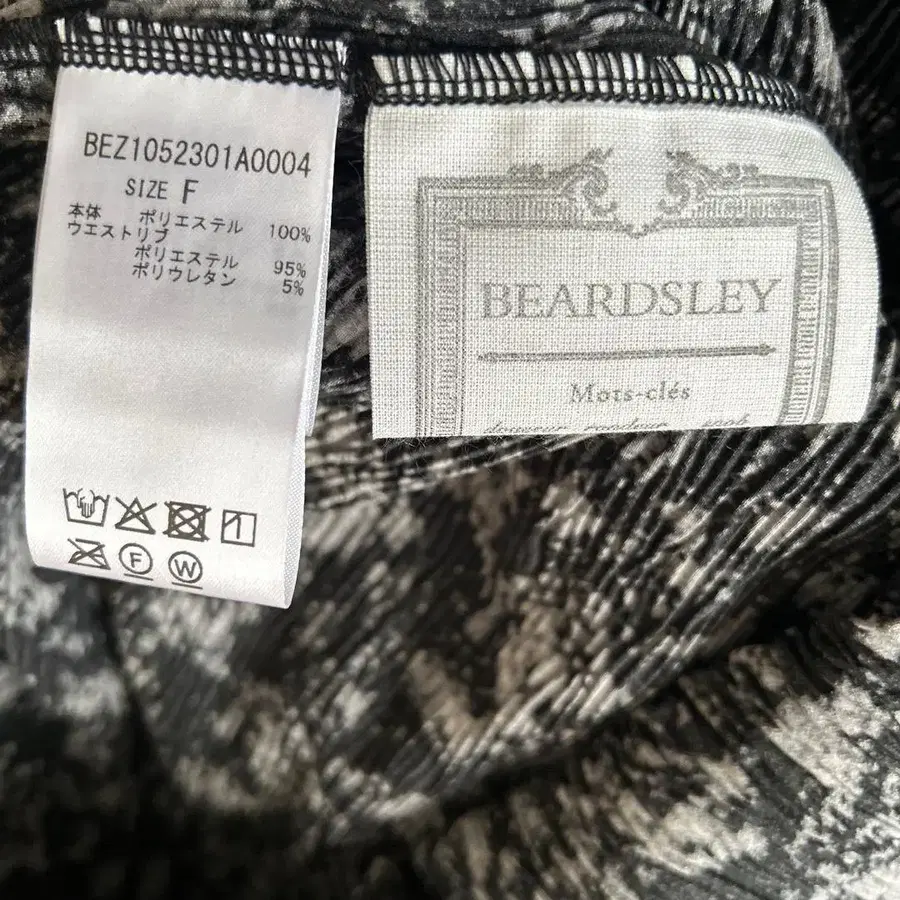 BEZ1052301A0004
SIZE F
本体 ポリエステル 100%
ウエストリブ
ポリエステル 95%
ポリウレタン 5%
F W
BEARDSLEY
Mots-clés